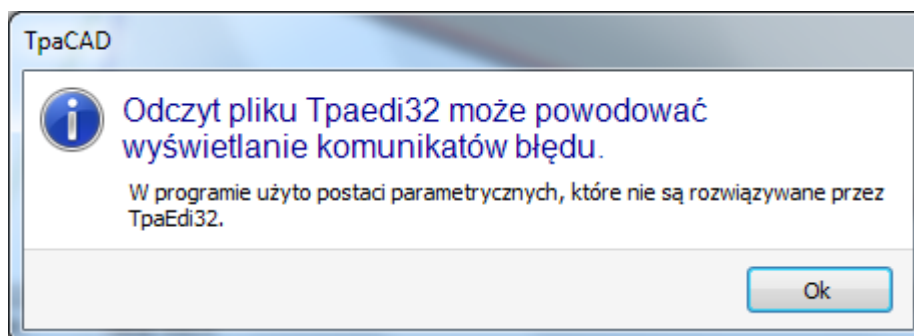 TpaCAD
Odczyt pliku Tpaedi32 może powodować
wyświetlanie komunikatów błędu.
W programie użyto postaci parametrycznych, które nie są rozwiązywane przez
TpaEdi32.
Ok